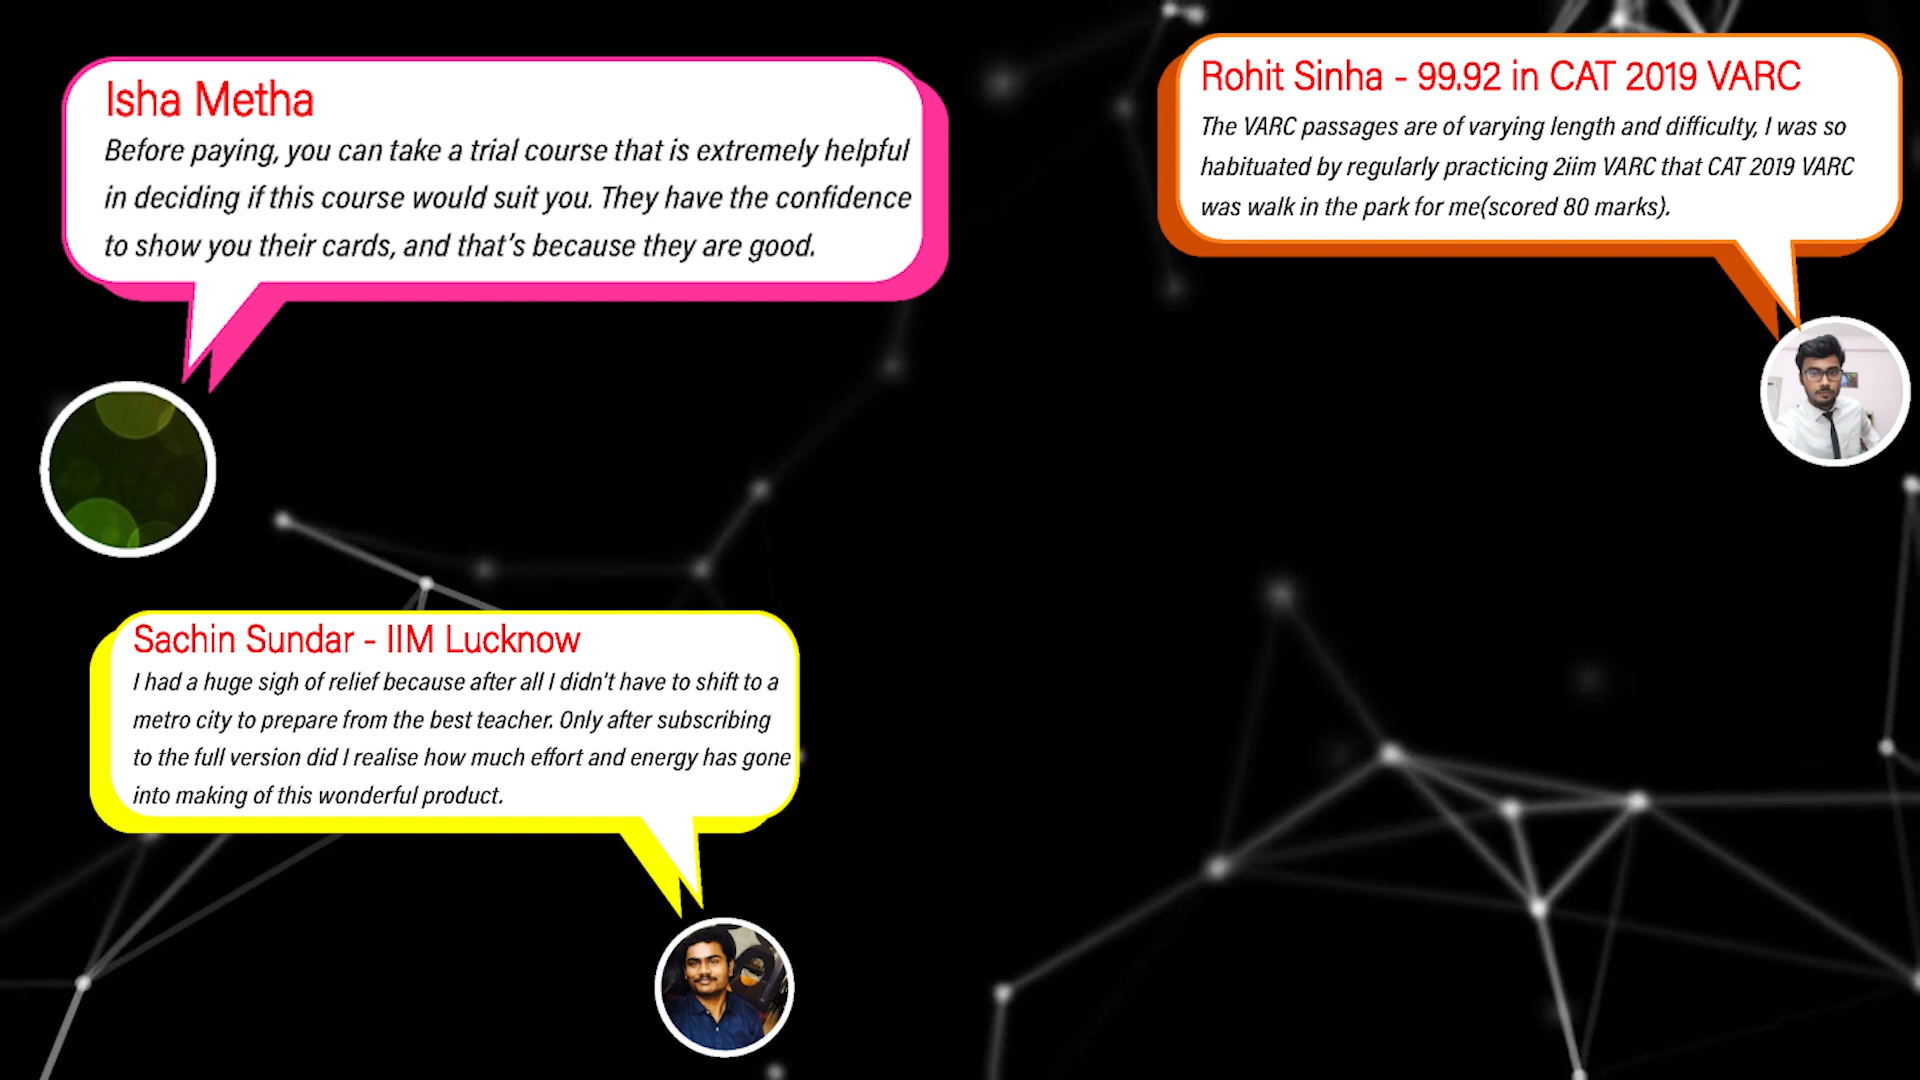 Isha Metha
Before paying, you can take a trial course that is extremely helpful
in deciding if this course would suit you. They have the confidence
to show you their cards, and that's because they are good.
Rohit Sinha - 99.92 in CAT 2019 VARC
The VARC passages are of varying length and difficulty, I was so
habituated by regularly practicing 2iim VARC that CAT 2019 VARC
was walk in the park for me(scored 80 marks).
Sachin Sundar - IIM Lucknow
I had a huge sigh of relief because after all I didn't have to shift to a
metro city to prepare from the best teacher. Only after subscribing
to the full version did I realise how much effort and energy has gone
into making of this wonderful product.